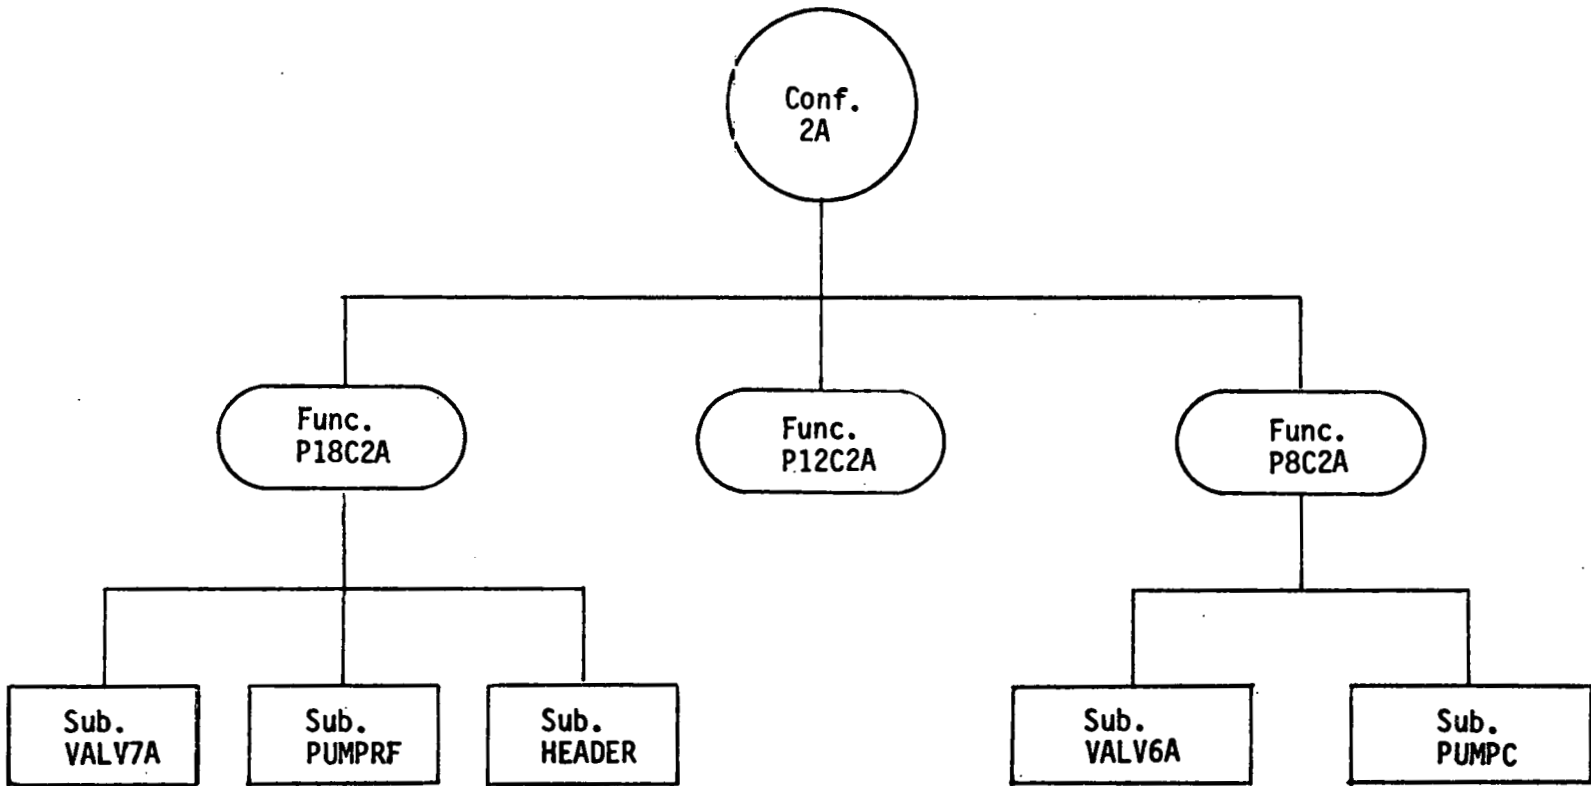 Conf.
2A
Func.
P18C2A
Func.
P12C2A
Func.
P8C2A
Sub.
VALV7A
Sub.
PUMPRF
Sub.
HEADER
Sub.
VALV6A
Sub.
PUMPC